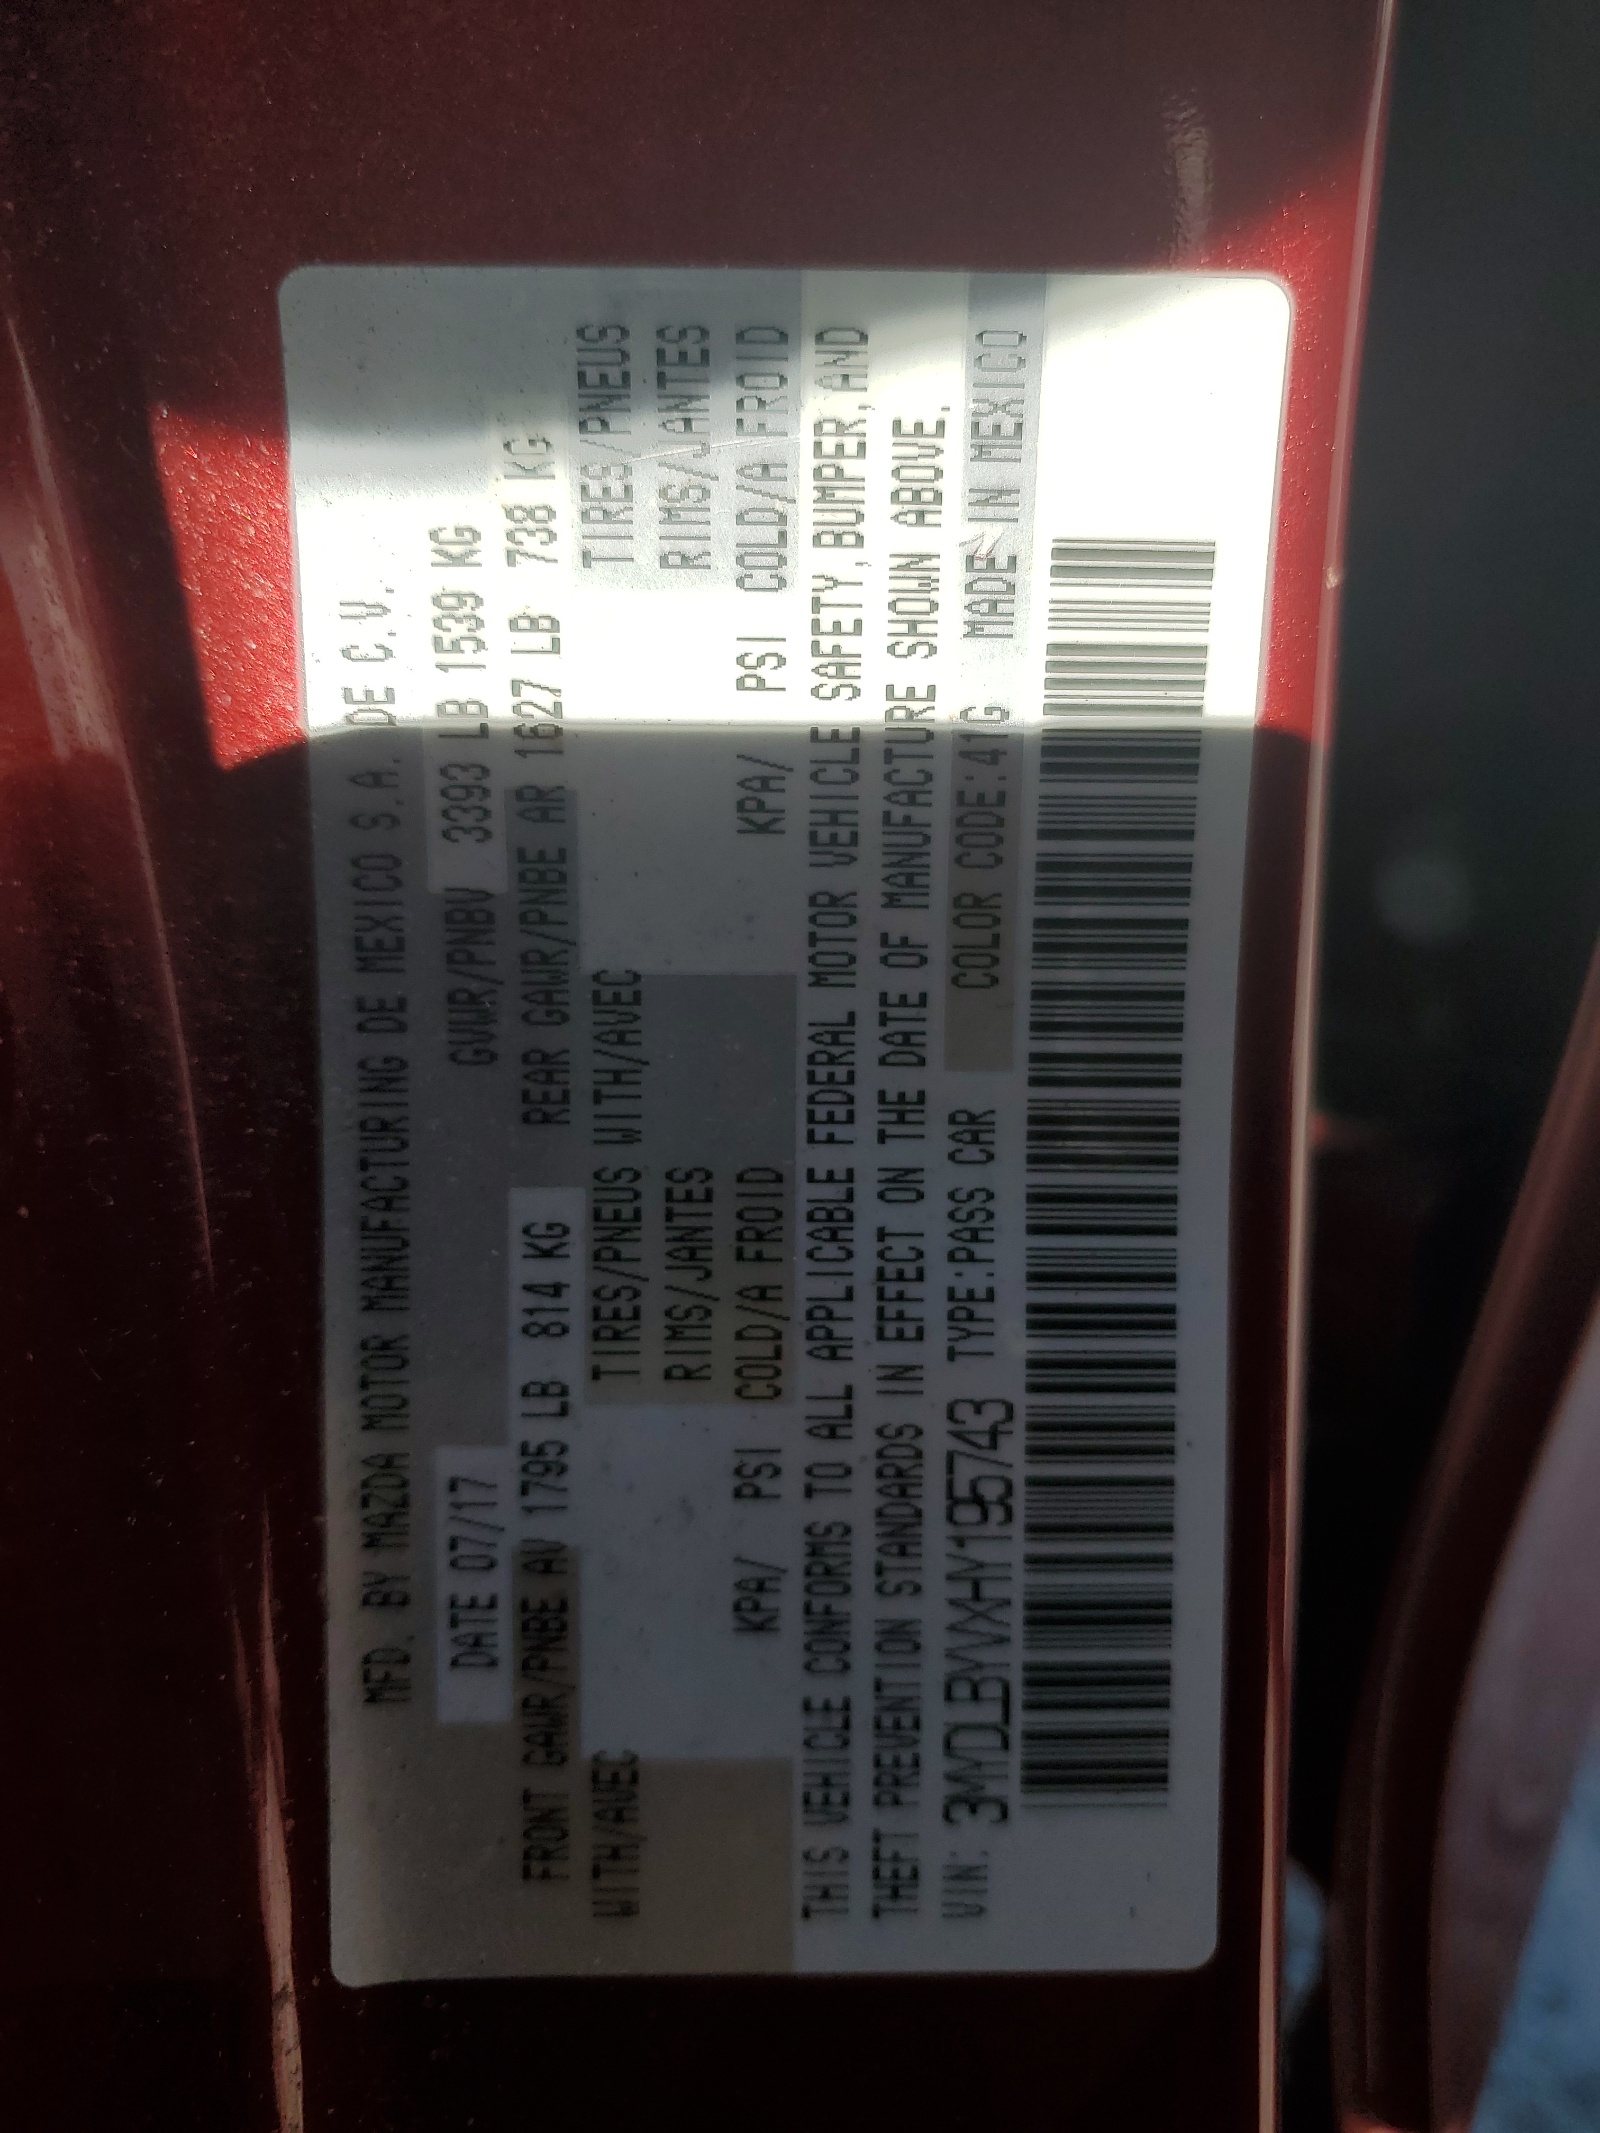 MFD. BY MAZDA MOTOR MANUFACTURING DE MEXICO S.A. DE C.V.
DATE 07/17 GVWR/PNBV 3393 LB 1539 KG
FRONT GAWR/PNBE AV 1795 LB 814 KG REAR GAWR/PNBE AR 1627 LB 738 KG
WITH/AVEC TIRES/PNEUS WITH/AVEC TIRES/PNEUS
RIMS/JANTES RIMS/JANTES
KPA/ PSI COLD/A FROID KPA/ PSI COLD/A FROID
THIS VEHICLE CONFORMS TO ALL APPLICABLE FEDERAL MOTOR VEHICLE SAFETY, BUMPER, AND
THEFT PREVENTION STANDARDS IN EFFECT ON THE DATE OF MANUFACTURE SHOWN ABOVE.
VIN: 3MYDLBYVXHY195743 TYPE:PASS CAR COLOR CODE:41G MADE IN MEXICO